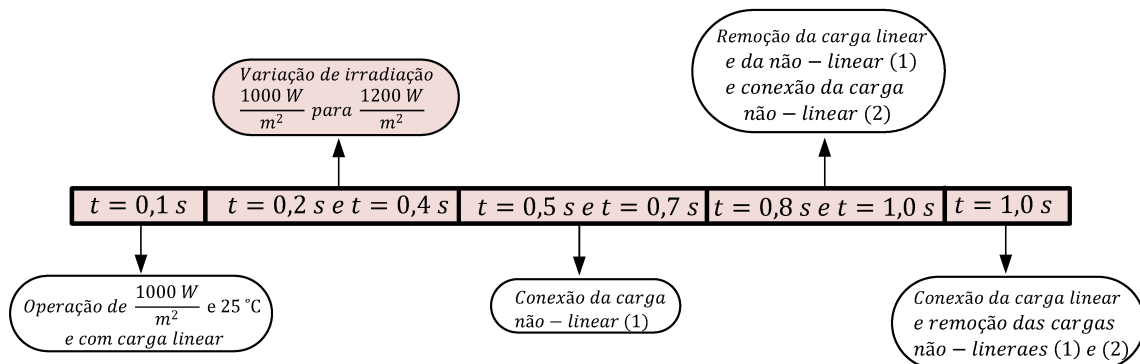 Variação de irradiação
1000 W / m² para 1200 W / m²
Remoção da carga linear
e da não − linear (1)
e conexão da carga
não − linear (2)
t = 0,1 s
t = 0,2 s e t = 0,4 s
t = 0,5 s e t = 0,7 s
t = 0,8 s e t = 1,0 s
t = 1,0 s
Operação de 1000 W / m² e 25 °C
e com carga linear
Conexão da carga
não − linear (1)
Conexão da carga linear
e remoção das cargas
não − lineraes (1) e (2)